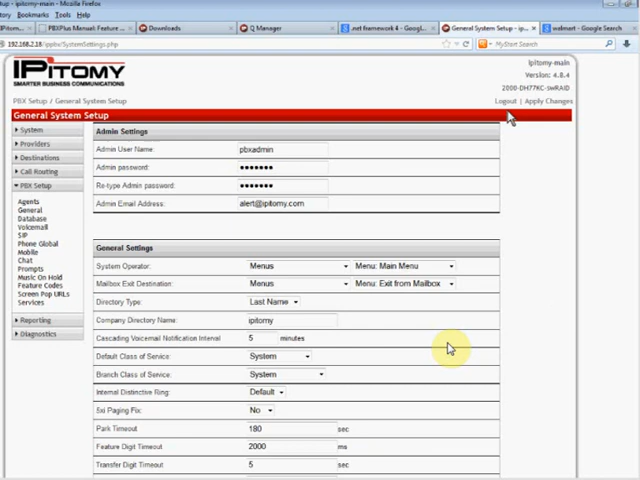 ipitomy-main - Mozilla Firefox
tory Bookmarks Tools Help
PBXPlus Manual: Feature ...
Downloads
Q Manager
.net framework 4 - Googl...
General System Setup - ip...
walmart - Google Search
192.168.2.18/ippbx/SystemSettings.php
MyStart Search
IPitomy
SMARTER BUSINESS COMMUNICATIONS
ipitomy-main
Version: 4.8.4
2000-DH77KC-swRAID
PBX Setup / General System Setup
Logout | Apply Changes
General System Setup
System
Providers
Destinations
Call Routing
PBX Setup
Agents
General
Database
Voicemail
SIP
Phone Global
Mobile
Chat
Prompts
Music On Hold
Feature Codes
Screen Pop URLs
Services
Reporting
Diagnostics
Admin Settings
Admin User Name: pbxadmin
Admin password: •••••••
Re-type Admin password: •••••••
Admin Email Address: alert@ipitomy.com
General Settings
System Operator: Menus Menu: Main Menu
Mailbox Exit Destination: Menus Menu: Exit from Mailbox
Directory Type: Last Name
Company Directory Name: ipitomy
Cascading Voicemail Notification Interval 5 minutes
Default Class of Service: System
Branch Class of Service: System
Internal Distinctive Ring: Default
5xi Paging Fix: No
Park Timeout 180 sec
Feature Digit Timeout 2000 ms
Transfer Digit Timeout 5 sec